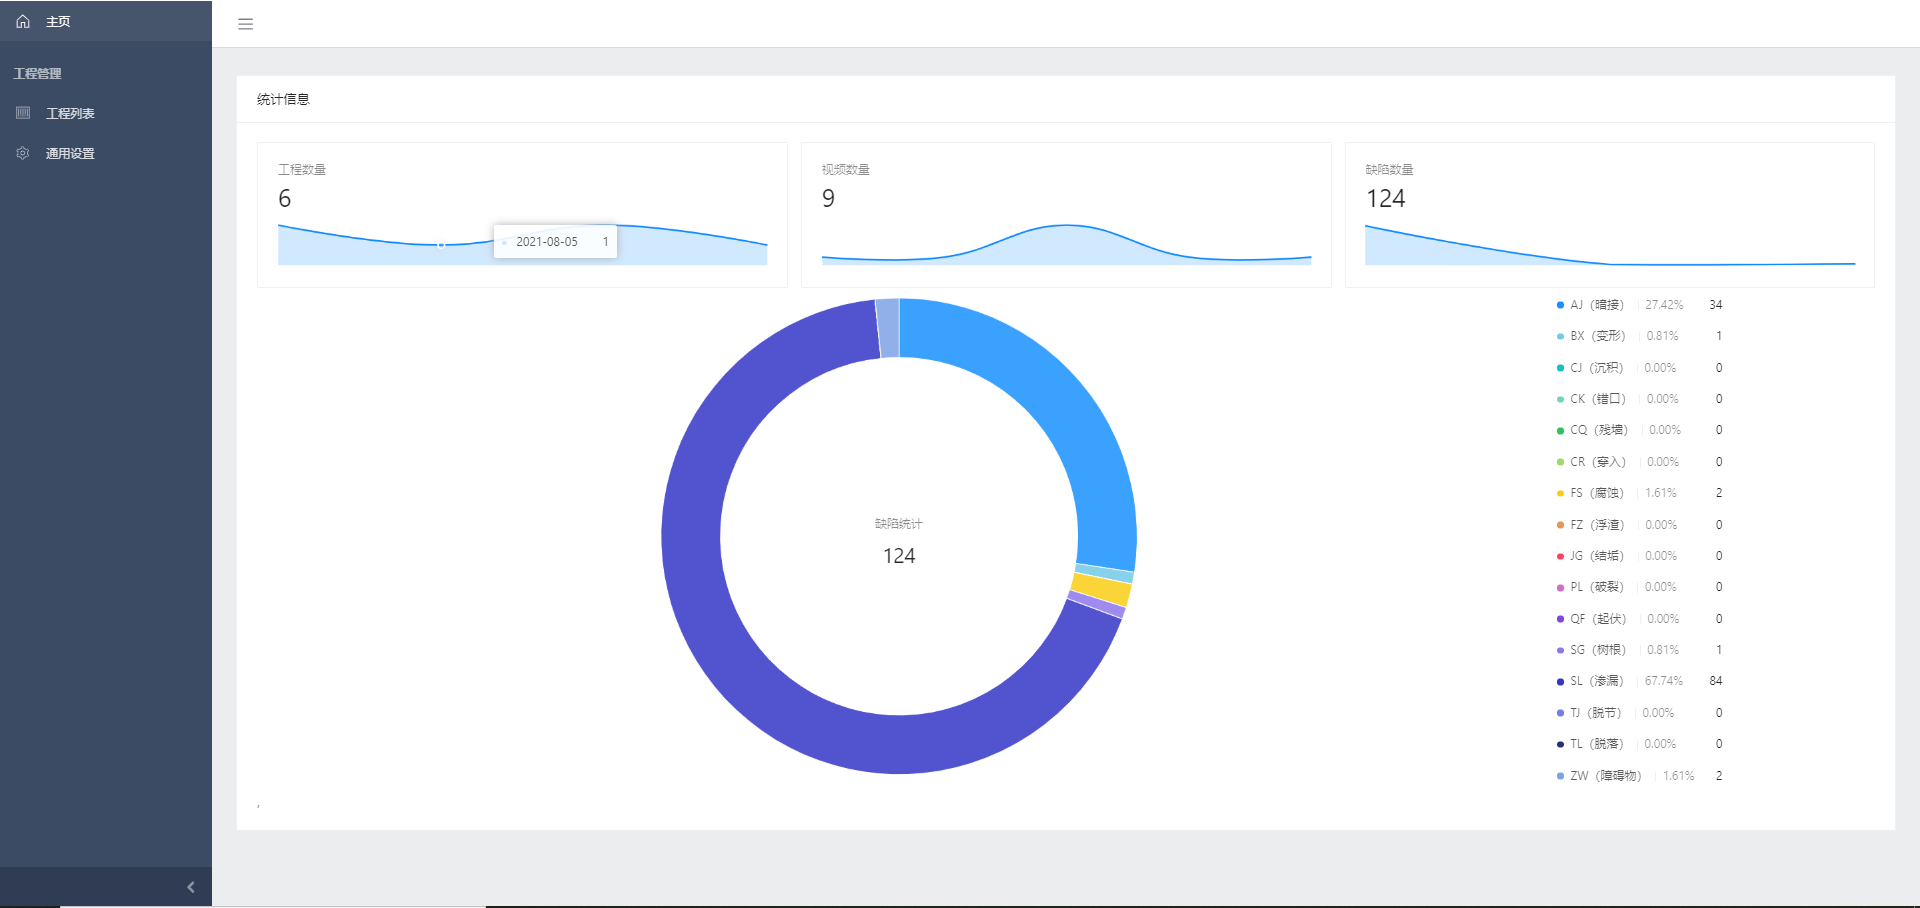 主页
工程管理
工程列表
通用设置
统计信息
工程数量
6
2021-08-05 1
视频数量
9
缺陷数量
124
缺陷统计
124
AJ（暗接） 27.42% 34
BX（变形） 0.81% 1
CJ（沉积） 0.00% 0
CK（错口） 0.00% 0
CQ（残墙） 0.00% 0
CR（穿入） 0.00% 0
FS（腐蚀） 1.61% 2
FZ（浮渣） 0.00% 0
JG（结垢） 0.00% 0
PL（破裂） 0.00% 0
QF（起伏） 0.00% 0
SG（树根） 0.81% 1
SL（渗漏） 67.74% 84
TJ（脱节） 0.00% 0
TL（脱落） 0.00% 0
ZW（障碍物） 1.61% 2
,